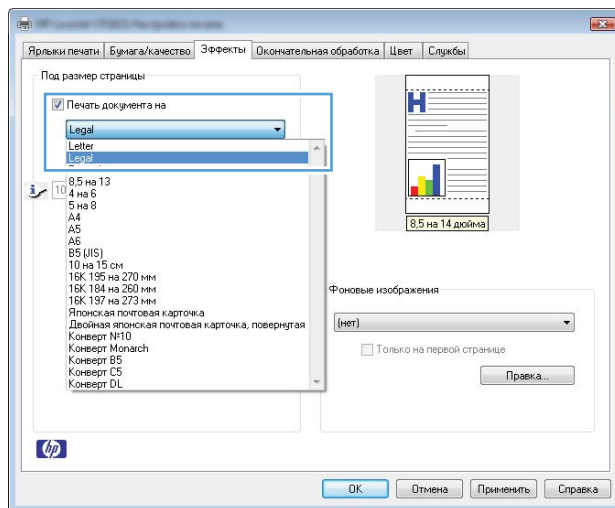 Ярлыки печати Бумага/качество Эффекты Окончательная обработка Цвет Службы
Под размер страницы
Печать документа на
Legal
Letter
Legal
8,5 на 13
4 на 6
5 на 8
A4
A5
A6
B5 (JIS)
10 на 15 см
16K 195 на 270 мм
16K 184 на 260 мм
16K 197 на 273 мм
Японская почтовая карточка
Двойная японская почтовая карточка, повернутая
Конверт №10
Конверт Monarch
Конверт B5
Конверт C5
Конверт DL
10
8,5 на 14 дюйма
Фоновые изображения
(нет)
Только на первой странице
Правка...
hp
OK Отмена Применить Справка